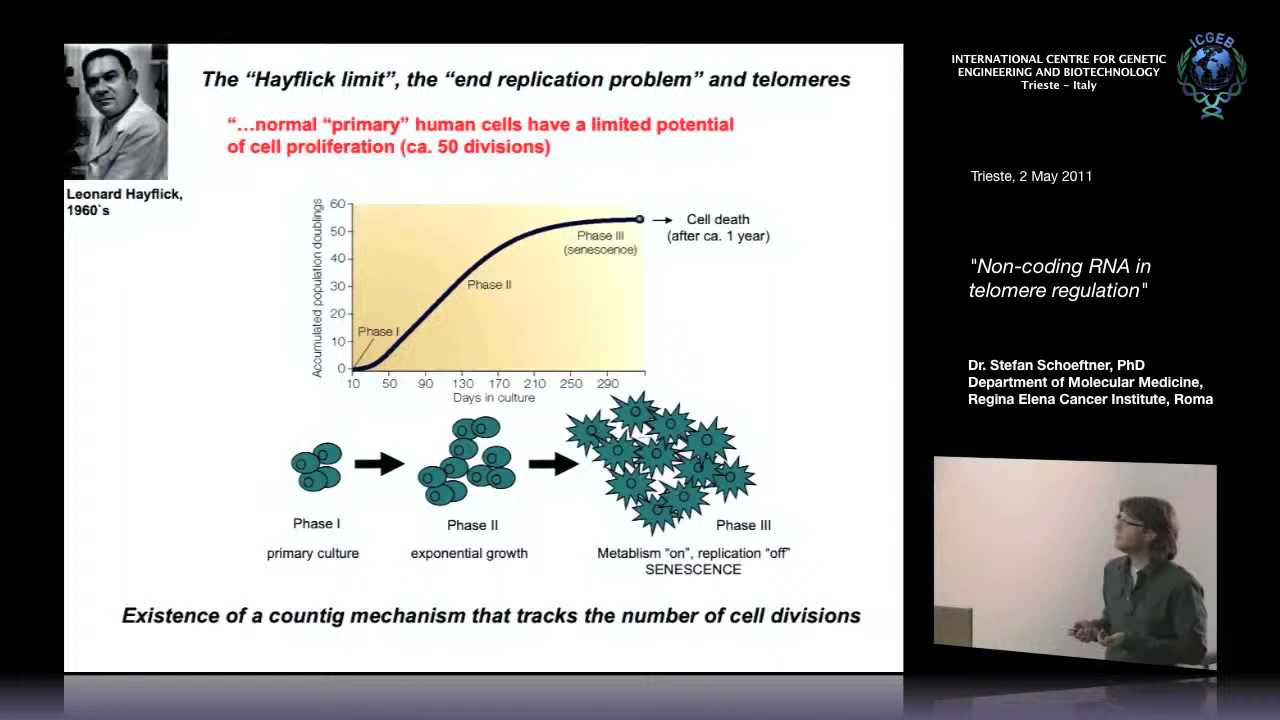 The “Hayflick limit”, the “end replication problem” and telomeres
“...normal “primary” human cells have a limited potential
of cell proliferation (ca. 50 divisions)
Leonard Hayflick,
1960`s
Accumulated population doublings
60
50
40
30
20
10
0
10 50 90 130 170 210 250 290
Days in culture
Phase I
Phase II
Phase III
(senescence)
Cell death
(after ca. 1 year)
Phase I
primary culture
Phase II
exponential growth
Phase III
Metablism “on”, replication “off”
SENESCENCE
Existence of a countig mechanism that tracks the number of cell divisions
INTERNATIONAL CENTRE FOR GENETIC
ENGINEERING AND BIOTECHNOLOGY
Trieste - Italy
ICGEB
Trieste, 2 May 2011
"Non-coding RNA in
telomere regulation"
Dr. Stefan Schoeftner, PhD
Department of Molecular Medicine,
Regina Elena Cancer Institute, Roma